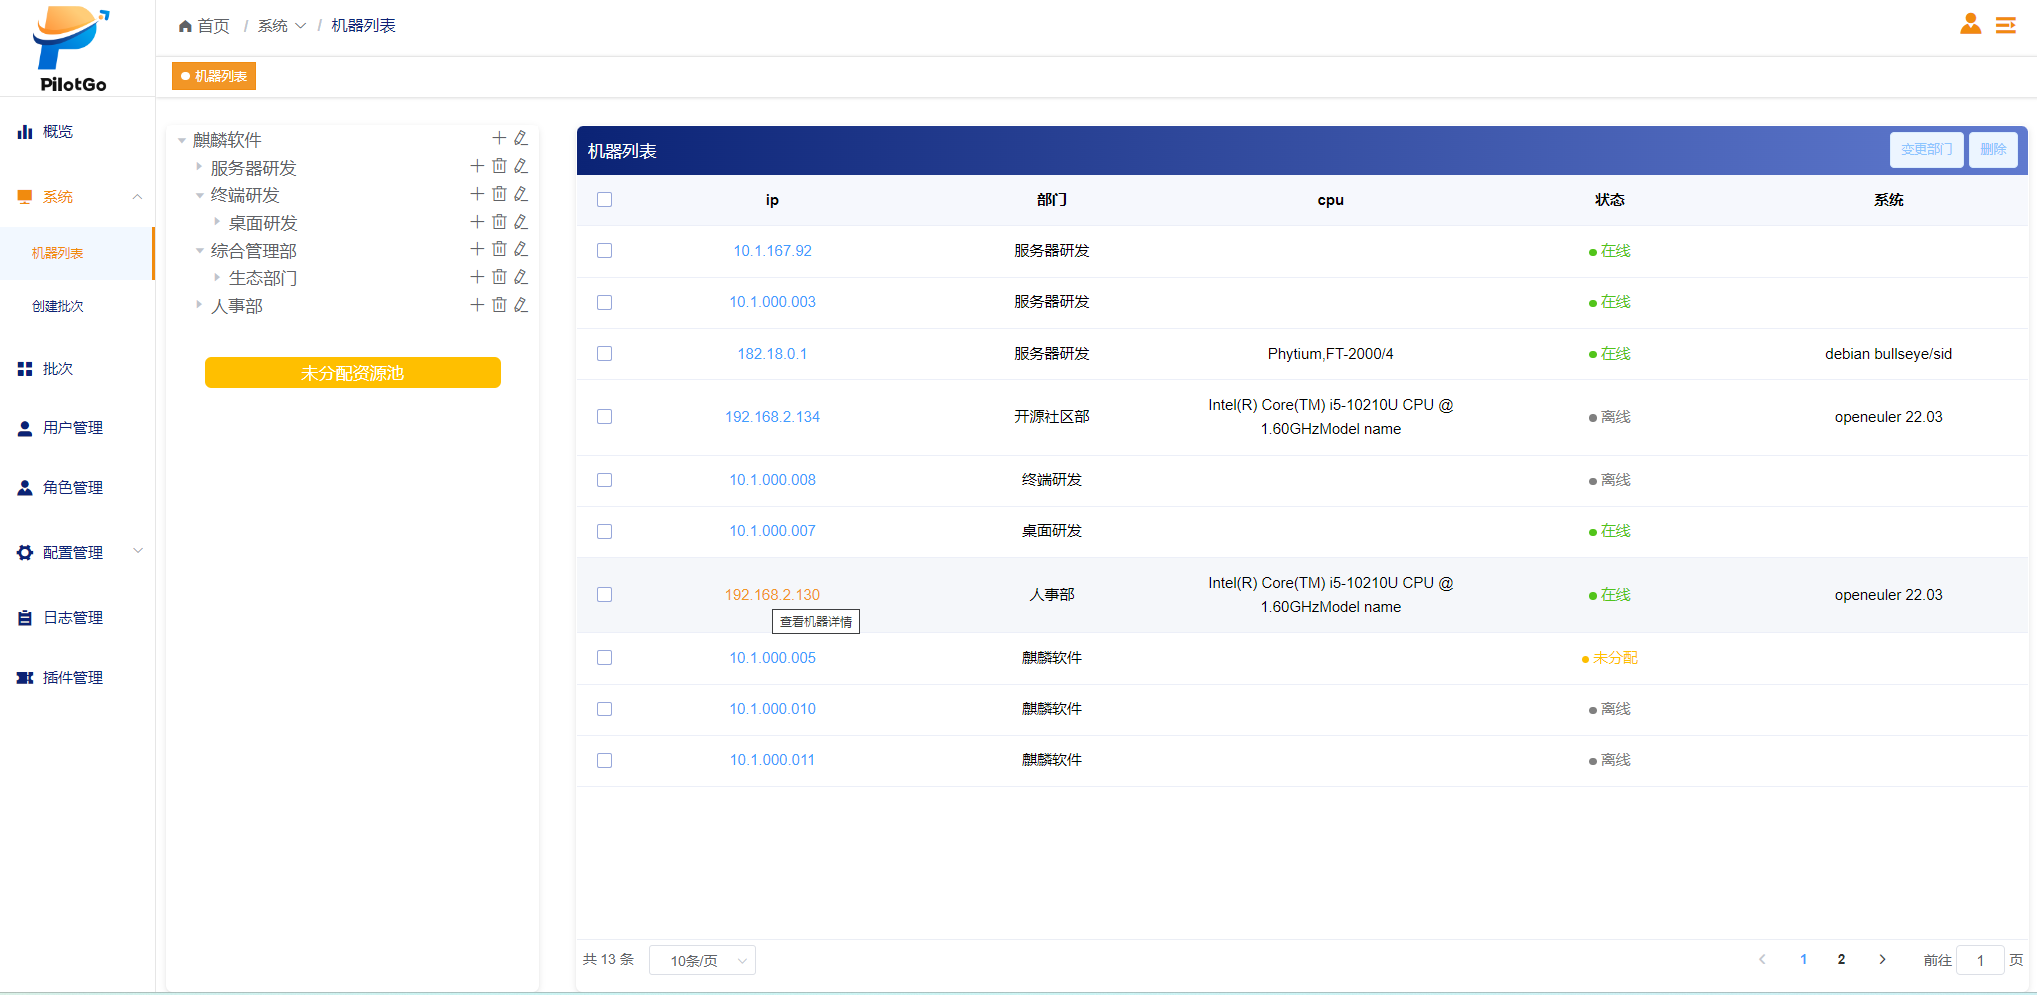 PilotGo
首页 / 系统 / 机器列表
机器列表
概览
系统
机器列表
创建批次
批次
用户管理
角色管理
配置管理
日志管理
插件管理
麒麟软件
服务器研发
终端研发
桌面研发
综合管理部
生态部门
人事部
未分配资源池
机器列表 变更部门 删除
ip 部门 cpu 状态 系统
10.1.167.92 服务器研发 在线
10.1.000.003 服务器研发 在线
182.18.0.1 服务器研发 Phytium,FT-2000/4 在线 debian bullseye/sid
192.168.2.134 开源社区部 Intel(R) Core(TM) i5-10210U CPU @ 离线 openeuler 22.03
1.60GHzModel name
10.1.000.008 终端研发 离线
10.1.000.007 桌面研发 在线
192.168.2.130 人事部 Intel(R) Core(TM) i5-10210U CPU @ 在线 openeuler 22.03
1.60GHzModel name
查看机器详情
10.1.000.005 麒麟软件 未分配
10.1.000.010 麒麟软件 离线
10.1.000.011 麒麟软件 离线
共 13 条 10条/页 1 2 前往 1 页